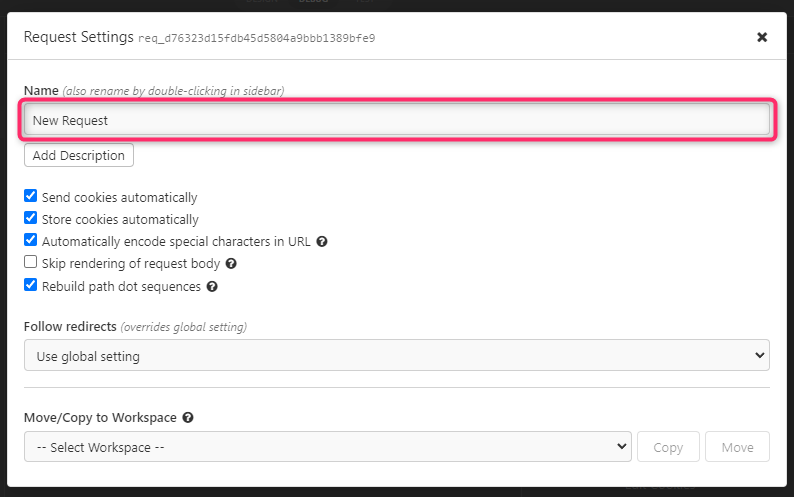 Request Settings req_d76323d15fdb45d5804a9bbb1389bfe9
Name (also rename by double-clicking in sidebar)
New Request
Add Description
Send cookies automatically
Store cookies automatically
Automatically encode special characters in URL
Skip rendering of request body
Rebuild path dot sequences
Follow redirects (overrides global setting)
Use global setting
Move/Copy to Workspace
-- Select Workspace --
Copy
Move